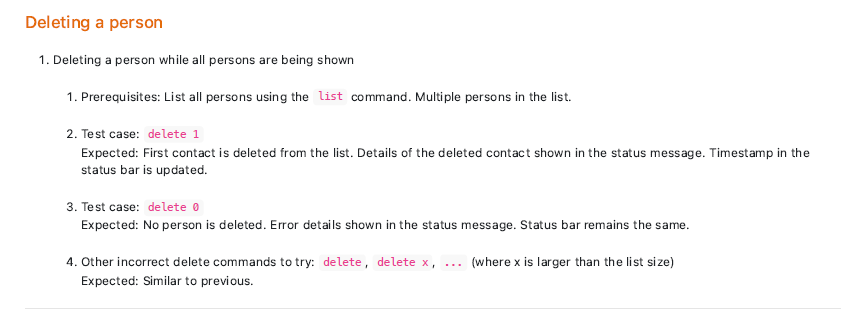 Deleting a person
1. Deleting a person while all persons are being shown
1. Prerequisites: List all persons using the list command. Multiple persons in the list.
2. Test case: delete 1
Expected: First contact is deleted from the list. Details of the deleted contact shown in the status message. Timestamp in the
status bar is updated.
3. Test case: delete 0
Expected: No person is deleted. Error details shown in the status message. Status bar remains the same.
4. Other incorrect delete commands to try: delete, delete x, ... (where x is larger than the list size)
Expected: Similar to previous.